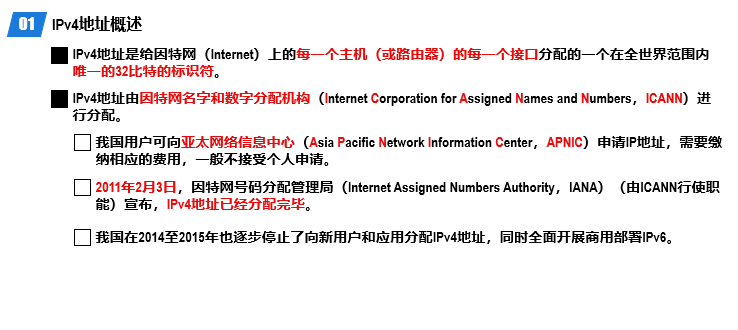 01 IPv4地址概述
IPv4地址是给因特网（Internet）上的每一个主机（或路由器）的每一个接口分配的一个在全世界范围内
唯一的32比特的标识符。
IPv4地址由因特网名字和数字分配机构（Internet Corporation for Assigned Names and Numbers，ICANN）进
行分配。
我国用户可向亚太网络信息中心（Asia Pacific Network Information Center，APNIC）申请IP地址，需要缴
纳相应的费用，一般不接受个人申请。
2011年2月3日，因特网号码分配管理局（Internet Assigned Numbers Authority，IANA）（由ICANN行使职
能）宣布，IPv4地址已经分配完毕。
我国在2014至2015年也逐步停止了向新用户和应用分配IPv4地址，同时全面开展商用部署IPv6。